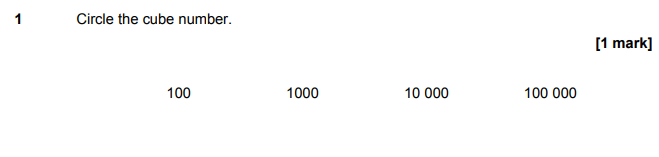 1 Circle the cube number.
[1 mark]
100 1000 10 000 100 000